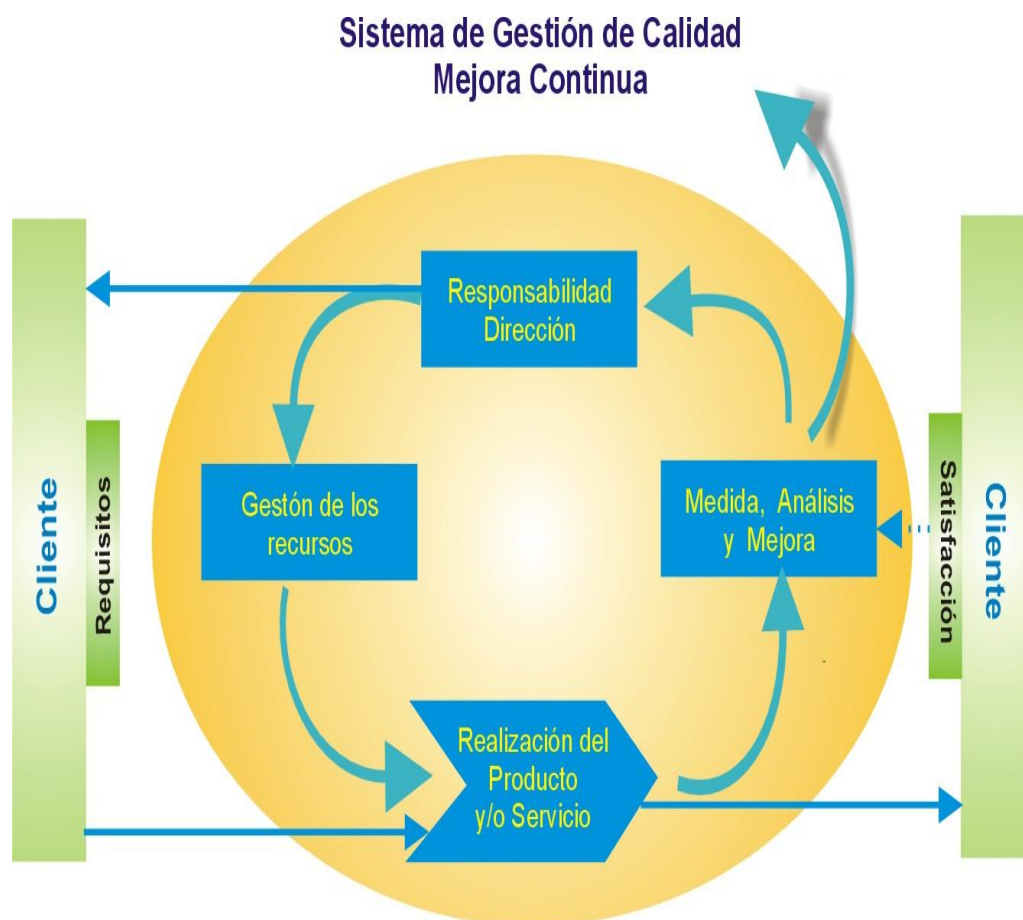 Sistema de Gestión de Calidad
Mejora Continua
Responsabilidad
Dirección
Gestón de los
recursos
Medida, Análisis
y Mejora
Realización del
Producto
y/o Servicio
Cliente
Requisitos
Satisfacción
Cliente